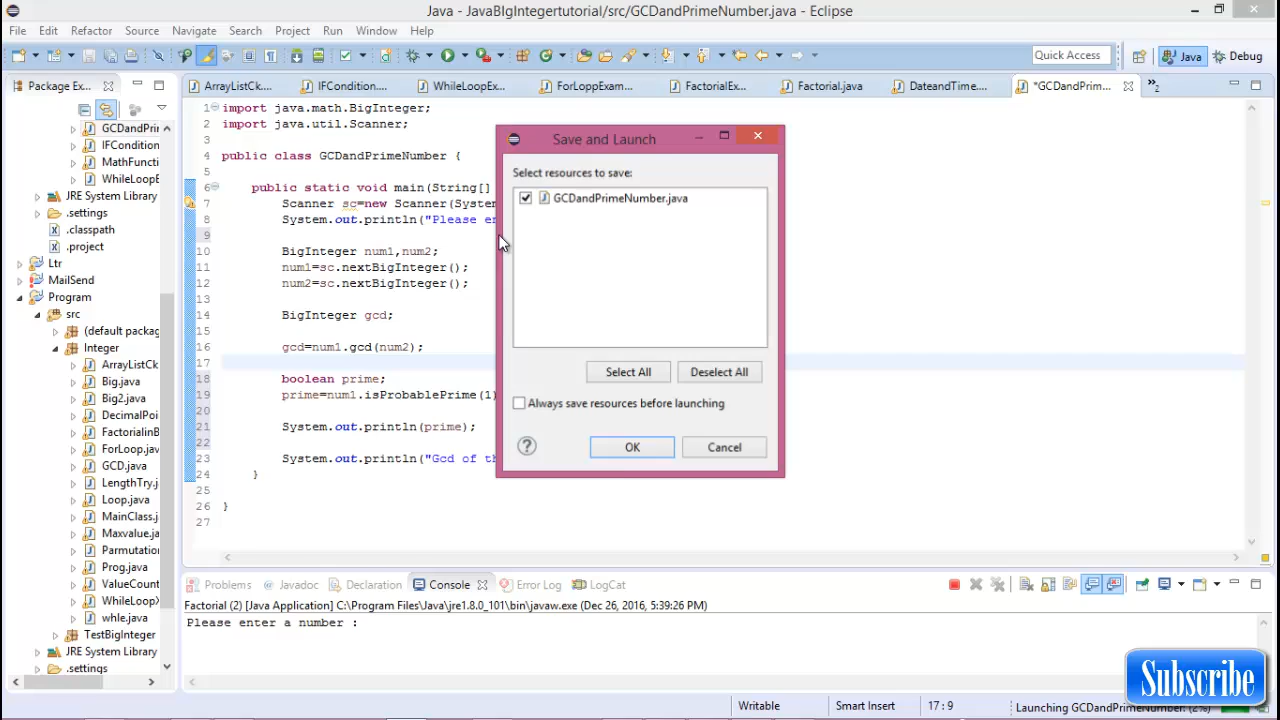 Java - JavaBIgIntegertutorial/src/GCDandPrimeNumber.java - Eclipse
File Edit Refactor Source Navigate Search Project Run Window Help
Quick Access Java Debug
Package Ex...
ArrayListCk.... IFCondition.... WhileLoopEx... ForLoppExam... FactorialEx... Factorial.java DateandTime.... *GCDandPrim... »2
GCDandPrim
IFCondition.
MathFunction
WhileLoopE
JRE System Library
.settings
.classpath
.project
Ltr
MailSend
Program
src
(default packag
Integer
ArrayListCk
Big.java
Big2.java
DecimalPoi
FactorialinB
ForLoop.jav
GCD.java
LengthTry.j
Loop.java
MainClass.j
Maxvalue.ja
Parmutation
Prog.java
ValueCount
WhileLoopX
whle.java
TestBigInteger
JRE System Library
.settings
1 import java.math.BigInteger;
2 import java.util.Scanner;
3
4 public class GCDandPrimeNumber {
5
6 public static void main(String[]
7 Scanner sc=new Scanner(System
8 System.out.println("Please en
9
10 BigInteger num1,num2;
11 num1=sc.nextBigInteger();
12 num2=sc.nextBigInteger();
13
14 BigInteger gcd;
15
16 gcd=num1.gcd(num2);
17
18 boolean prime;
19 prime=num1.isProbablePrime(1)
20
21 System.out.println(prime);
22
23 System.out.println("Gcd of th
24 }
25
26 }
27
Save and Launch
Select resources to save:
GCDandPrimeNumber.java
Select All Deselect All
Always save resources before launching
OK Cancel
Problems Javadoc Declaration Console Error Log LogCat
Factorial (2) [Java Application] C:\Program Files\Java\jre1.8.0_101\bin\javaw.exe (Dec 26, 2016, 5:39:26 PM)
Please enter a number :
Subscribe
Writable Smart Insert 17 : 9 Launching GCDandPrimeNumber: (2%)